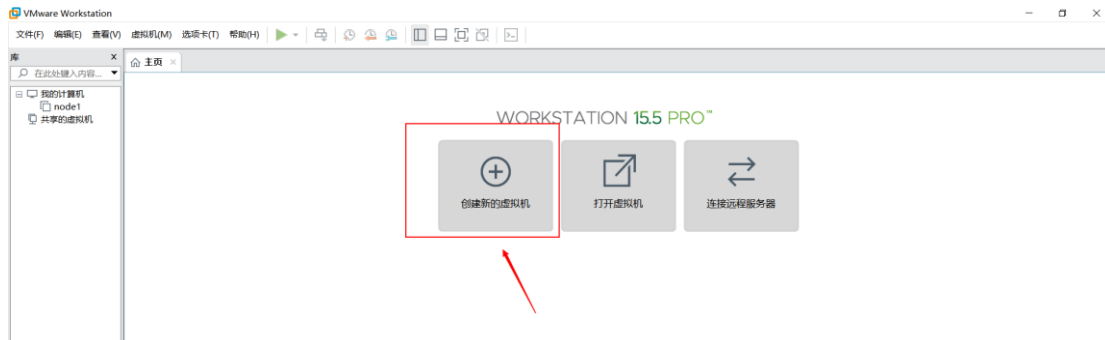 VMware Workstation
文件(F) 编辑(E) 查看(V) 虚拟机(M) 选项卡(T) 帮助(H)
库
在此处键入内容...
主页
我的计算机
node1
共享的虚拟机
WORKSTATION 15.5 PRO™
创建新的虚拟机
打开虚拟机
连接远程服务器